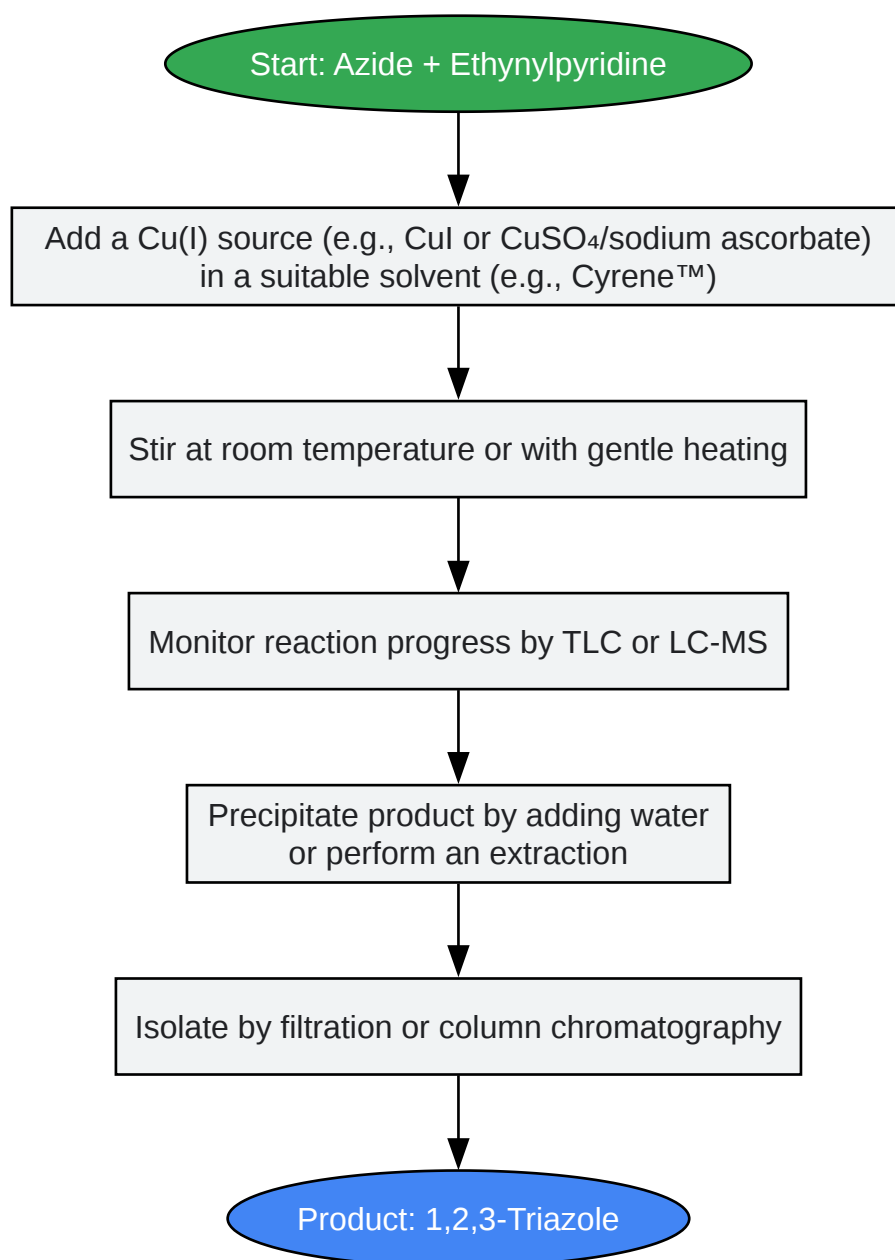 Start: Azide + Ethynylpyridine
Add a Cu(I) source (e.g., CuI or CuSO₄/sodium ascorbate)
in a suitable solvent (e.g., Cyrene™)
Stir at room temperature or with gentle heating
Monitor reaction progress by TLC or LC-MS
Precipitate product by adding water
or perform an extraction
Isolate by filtration or column chromatography
Product: 1,2,3-Triazole